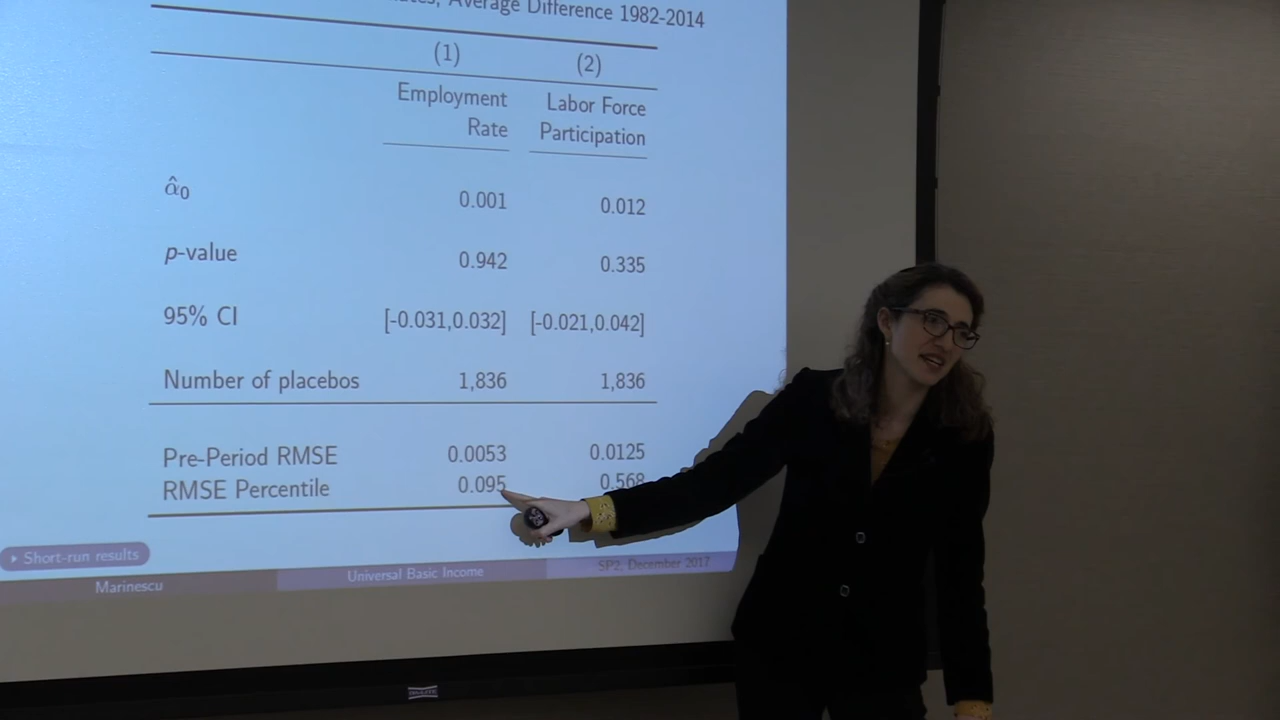 Average Difference 1982-2014
(1) (2)
Employment Rate
Labor Force Participation
α̂0 0.001 0.012
p-value 0.942 0.335
95% CI [-0.031,0.032] [-0.021,0.042]
Number of placebos 1,836 1,836
Pre-Period RMSE 0.0053 0.0125
RMSE Percentile 0.095 0.568
Short-run results
Marinescu Universal Basic Income SP2, December 2017